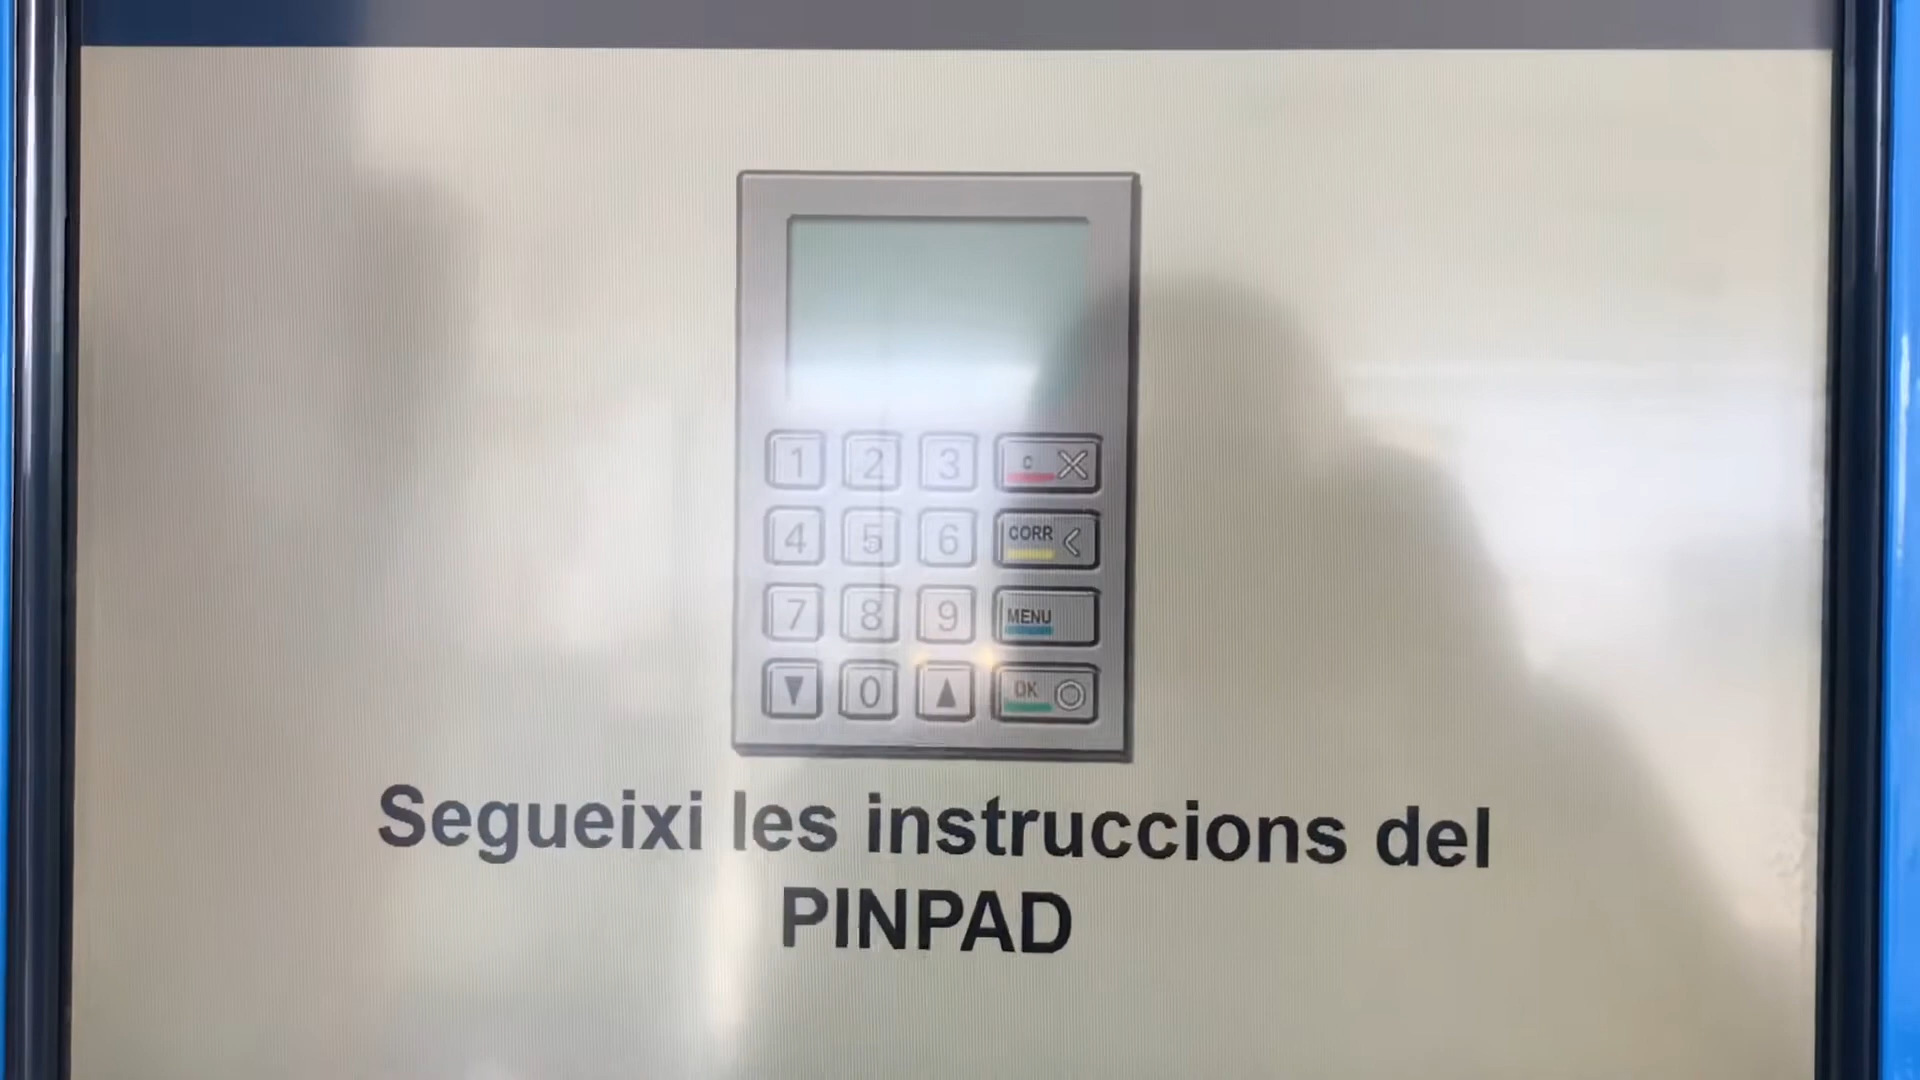 1 2 3 C X
4 5 6 CORR <
7 8 9 MENU
▼ 0 ▲ OK O
Segueixi les instruccions del
PINPAD